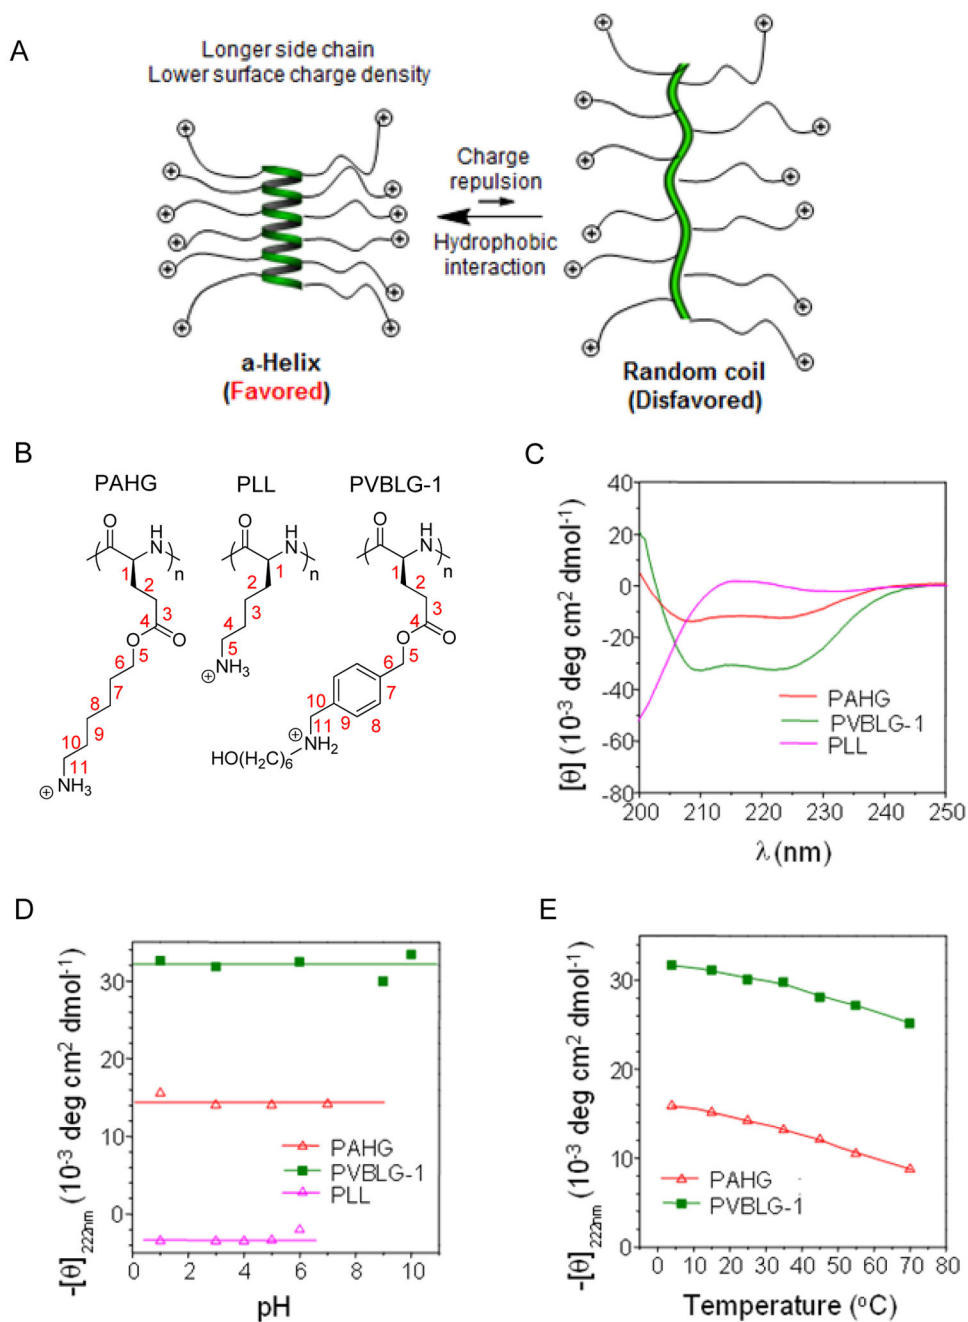 A
Longer side chain
Lower surface charge density
Charge
repulsion
Hydrophobic
interaction
a-Helix
(Favored)
Random coil
(Disfavored)
B
PAHG
PLL
PVBLG-1
O
H
N
n
1
2
3
4
O
5
O
6
7
8
9
10
11
NH3
⊕
O
H
N
n
1
2
3
4
5
NH3
⊕
O
H
N
n
1
2
3
4
O
5
O
6
7
8
9
10
11
⊕
NH2
HO(H2C)6
C
[θ] (10-3 deg cm2 dmol-1)
40
20
0
-20
-40
-60
-80
200 210 220 230 240 250
λ (nm)
PAHG
PVBLG-1
PLL
D
-[θ]222nm (10-3 deg cm2 dmol-1)
30
20
10
0
0 2 4 6 8 10
pH
PAHG
PVBLG-1
PLL
E
-[θ]222nm (10-3 deg cm2 dmol-1)
30
20
10
0
0 10 20 30 40 50 60 70 80
Temperature (oC)
PAHG
PVBLG-1